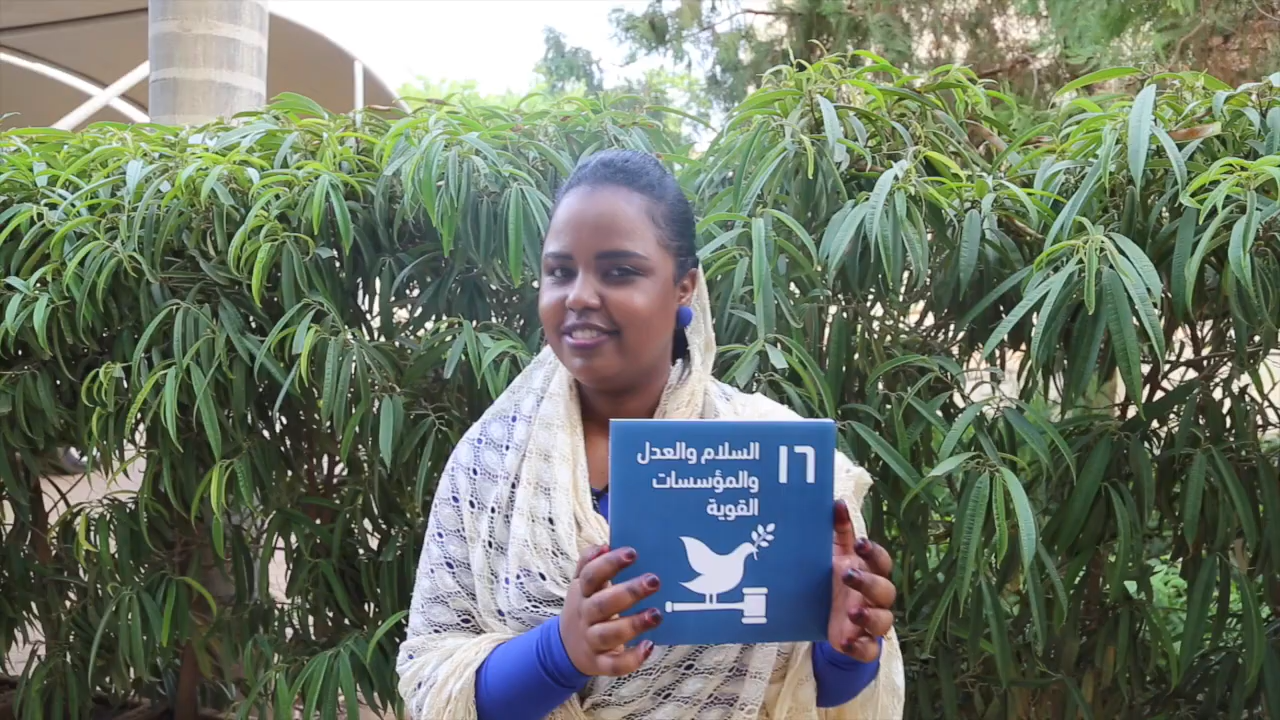 ١٦
السلام والعدل
والمؤسسات
القوية